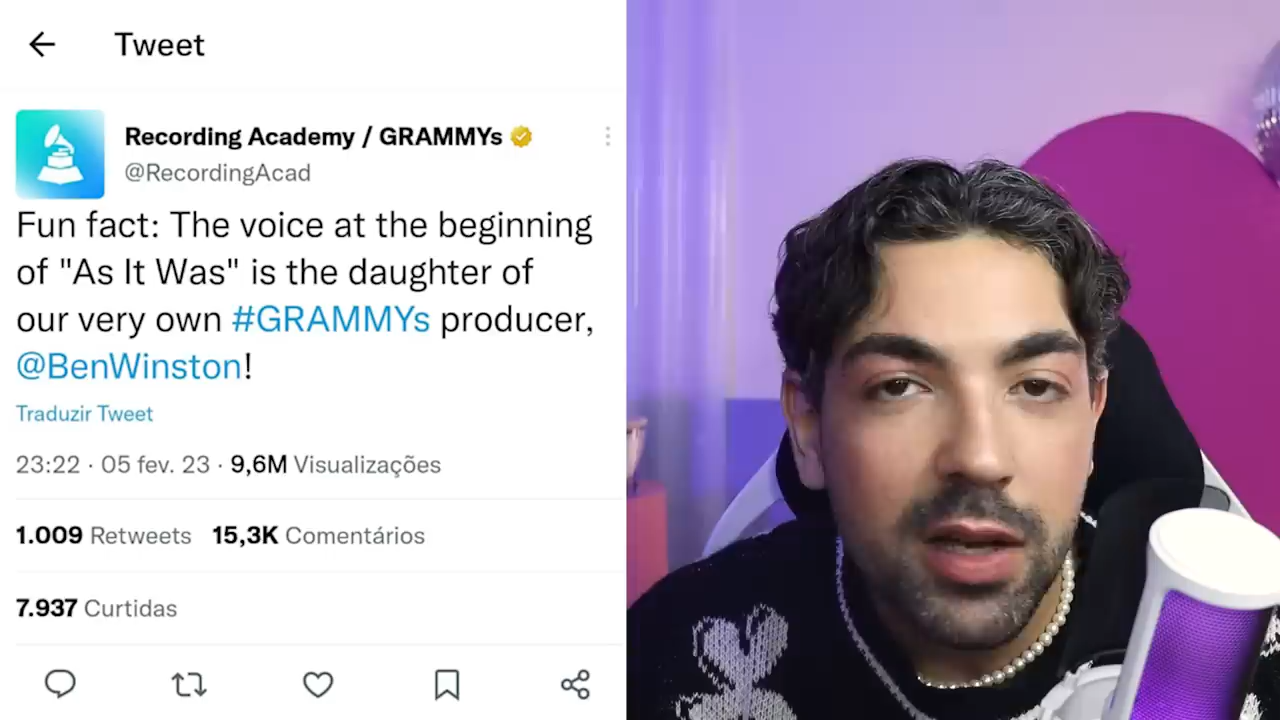 Tweet
Recording Academy / GRAMMYs
@RecordingAcad
Fun fact: The voice at the beginning
of "As It Was" is the daughter of
our very own #GRAMMYs producer,
@BenWinston!
Traduzir Tweet
23:22 · 05 fev. 23 · 9,6M Visualizações
1.009 Retweets 15,3K Comentários
7.937 Curtidas